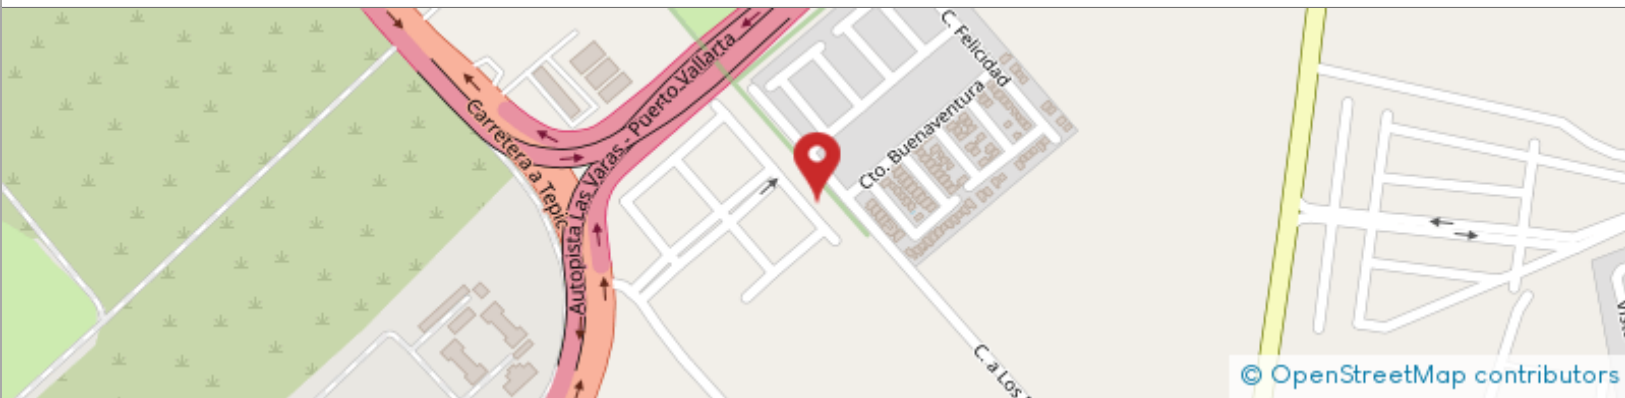 C. Felicidad
Autopista Las Varas - Puerto Vallarta
Carretera a Tepic
Cto. Buenaventura
C. a Los
© OpenStreetMap contributors